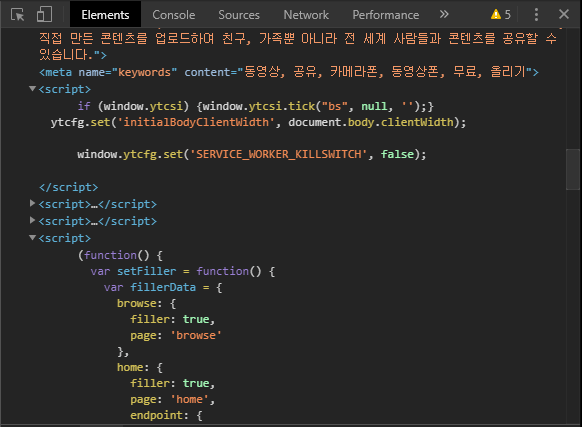 Elements Console Sources Network Performance » 5
직접 만든 콘텐츠를 업로드하여 친구, 가족뿐 아니라 전 세계 사람들과 콘텐츠를 공유할 수
있습니다.">
<meta name="keywords" content="동영상, 공유, 카메라폰, 동영상폰, 무료, 올리기">
<script>
if (window.ytcsi) {window.ytcsi.tick("bs", null, '');}
ytcfg.set('initialBodyClientWidth', document.body.clientWidth);
window.ytcfg.set('SERVICE_WORKER_KILLSWITCH', false);
</script>
<script>…</script>
<script>…</script>
<script>
(function() {
var setFiller = function() {
var fillerData = {
browse: {
filler: true,
page: 'browse'
},
home: {
filler: true,
page: 'home',
endpoint: {